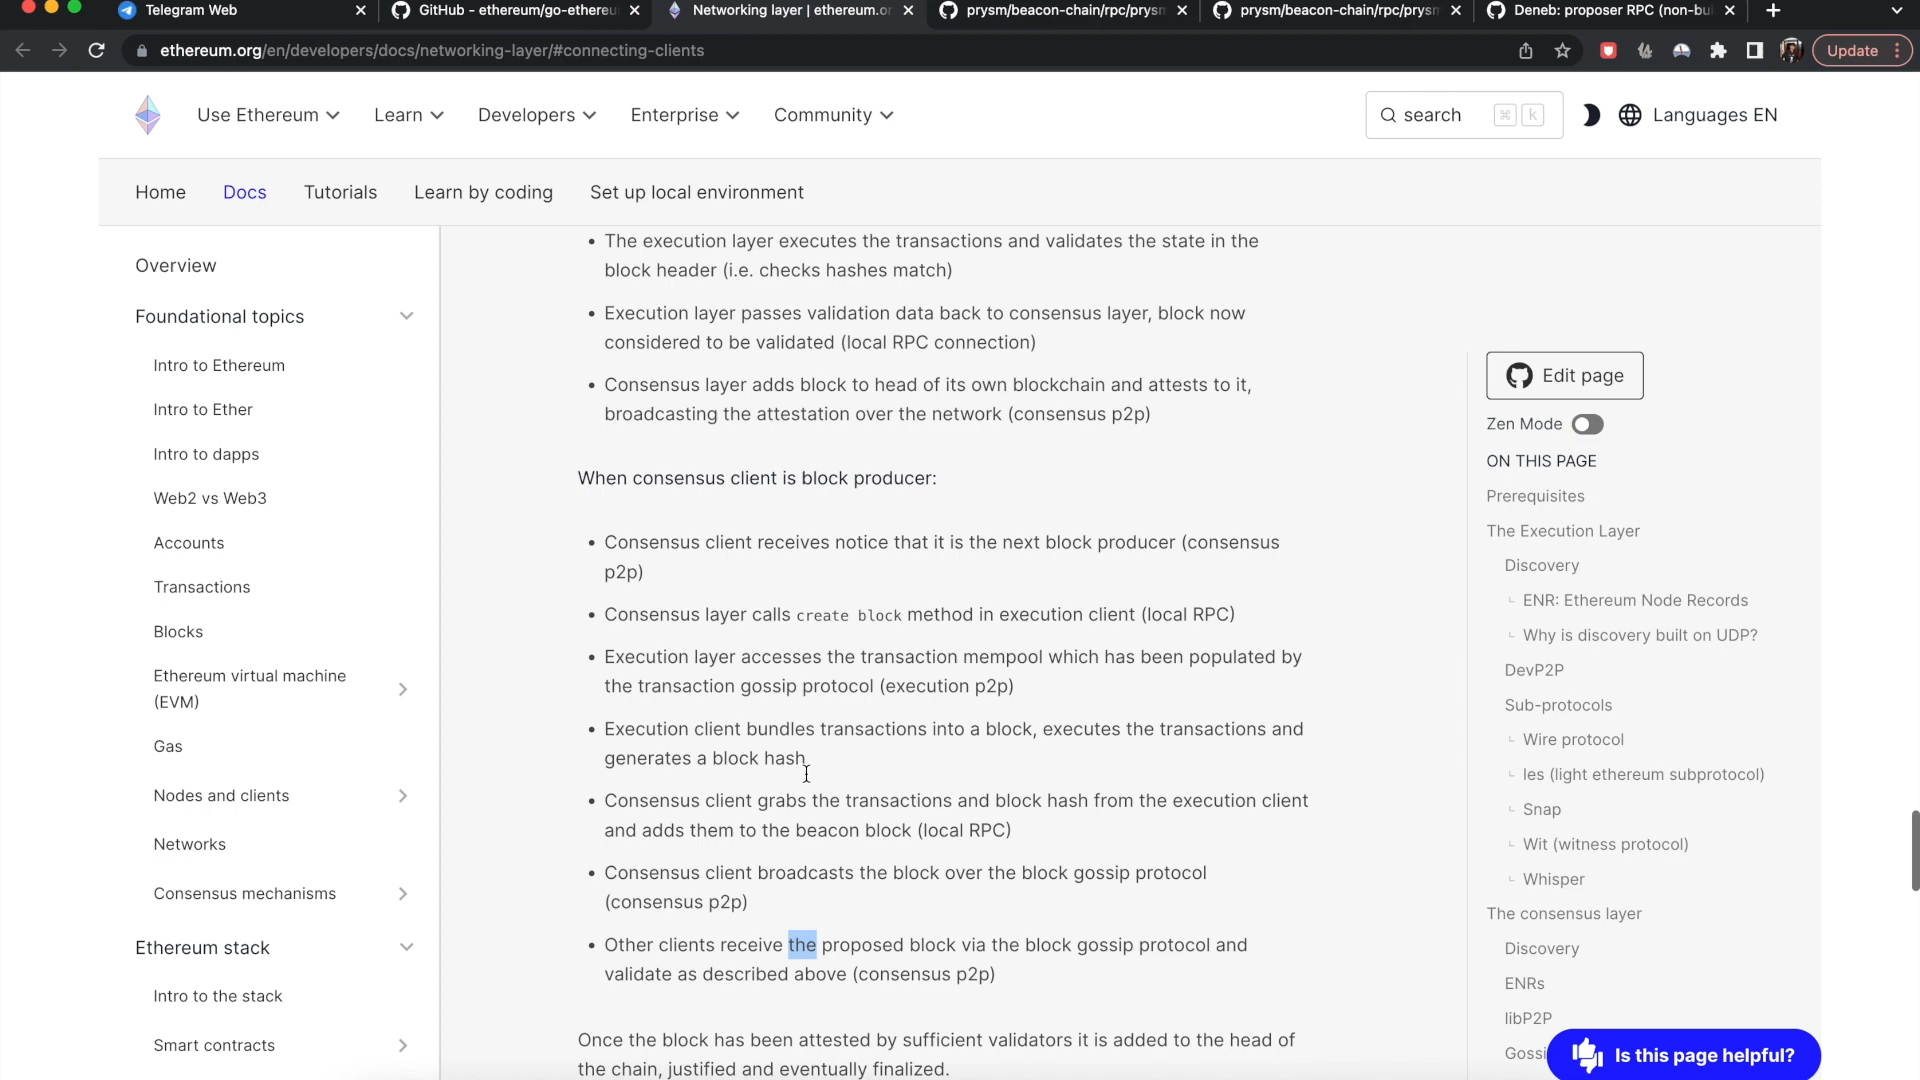 Telegram Web
GitHub - ethereum/go-ethereu
Networking layer | ethereum.or
prysm/beacon-chain/rpc/prysm
prysm/beacon-chain/rpc/prysm
Deneb: proposer RPC (non-bui
ethereum.org/en/developers/docs/networking-layer/#connecting-clients
Update
Use Ethereum
Learn
Developers
Enterprise
Community
search
⌘ k
Languages EN
Home
Docs
Tutorials
Learn by coding
Set up local environment
Overview
Foundational topics
Intro to Ethereum
Intro to Ether
Intro to dapps
Web2 vs Web3
Accounts
Transactions
Blocks
Ethereum virtual machine
(EVM)
Gas
Nodes and clients
Networks
Consensus mechanisms
Ethereum stack
Intro to the stack
Smart contracts
• The execution layer executes the transactions and validates the state in the
block header (i.e. checks hashes match)
• Execution layer passes validation data back to consensus layer, block now
considered to be validated (local RPC connection)
• Consensus layer adds block to head of its own blockchain and attests to it,
broadcasting the attestation over the network (consensus p2p)
When consensus client is block producer:
• Consensus client receives notice that it is the next block producer (consensus
p2p)
• Consensus layer calls create block method in execution client (local RPC)
• Execution layer accesses the transaction mempool which has been populated by
the transaction gossip protocol (execution p2p)
• Execution client bundles transactions into a block, executes the transactions and
generates a block hash
• Consensus client grabs the transactions and block hash from the execution client
and adds them to the beacon block (local RPC)
• Consensus client broadcasts the block over the block gossip protocol
(consensus p2p)
• Other clients receive the proposed block via the block gossip protocol and
validate as described above (consensus p2p)
Once the block has been attested by sufficient validators it is added to the head of
the chain, justified and eventually finalized.
Edit page
Zen Mode
ON THIS PAGE
Prerequisites
The Execution Layer
Discovery
ENR: Ethereum Node Records
Why is discovery built on UDP?
DevP2P
Sub-protocols
Wire protocol
les (light ethereum subprotocol)
Snap
Wit (witness protocol)
Whisper
The consensus layer
Discovery
ENRs
libP2P
Gossi
Is this page helpful?